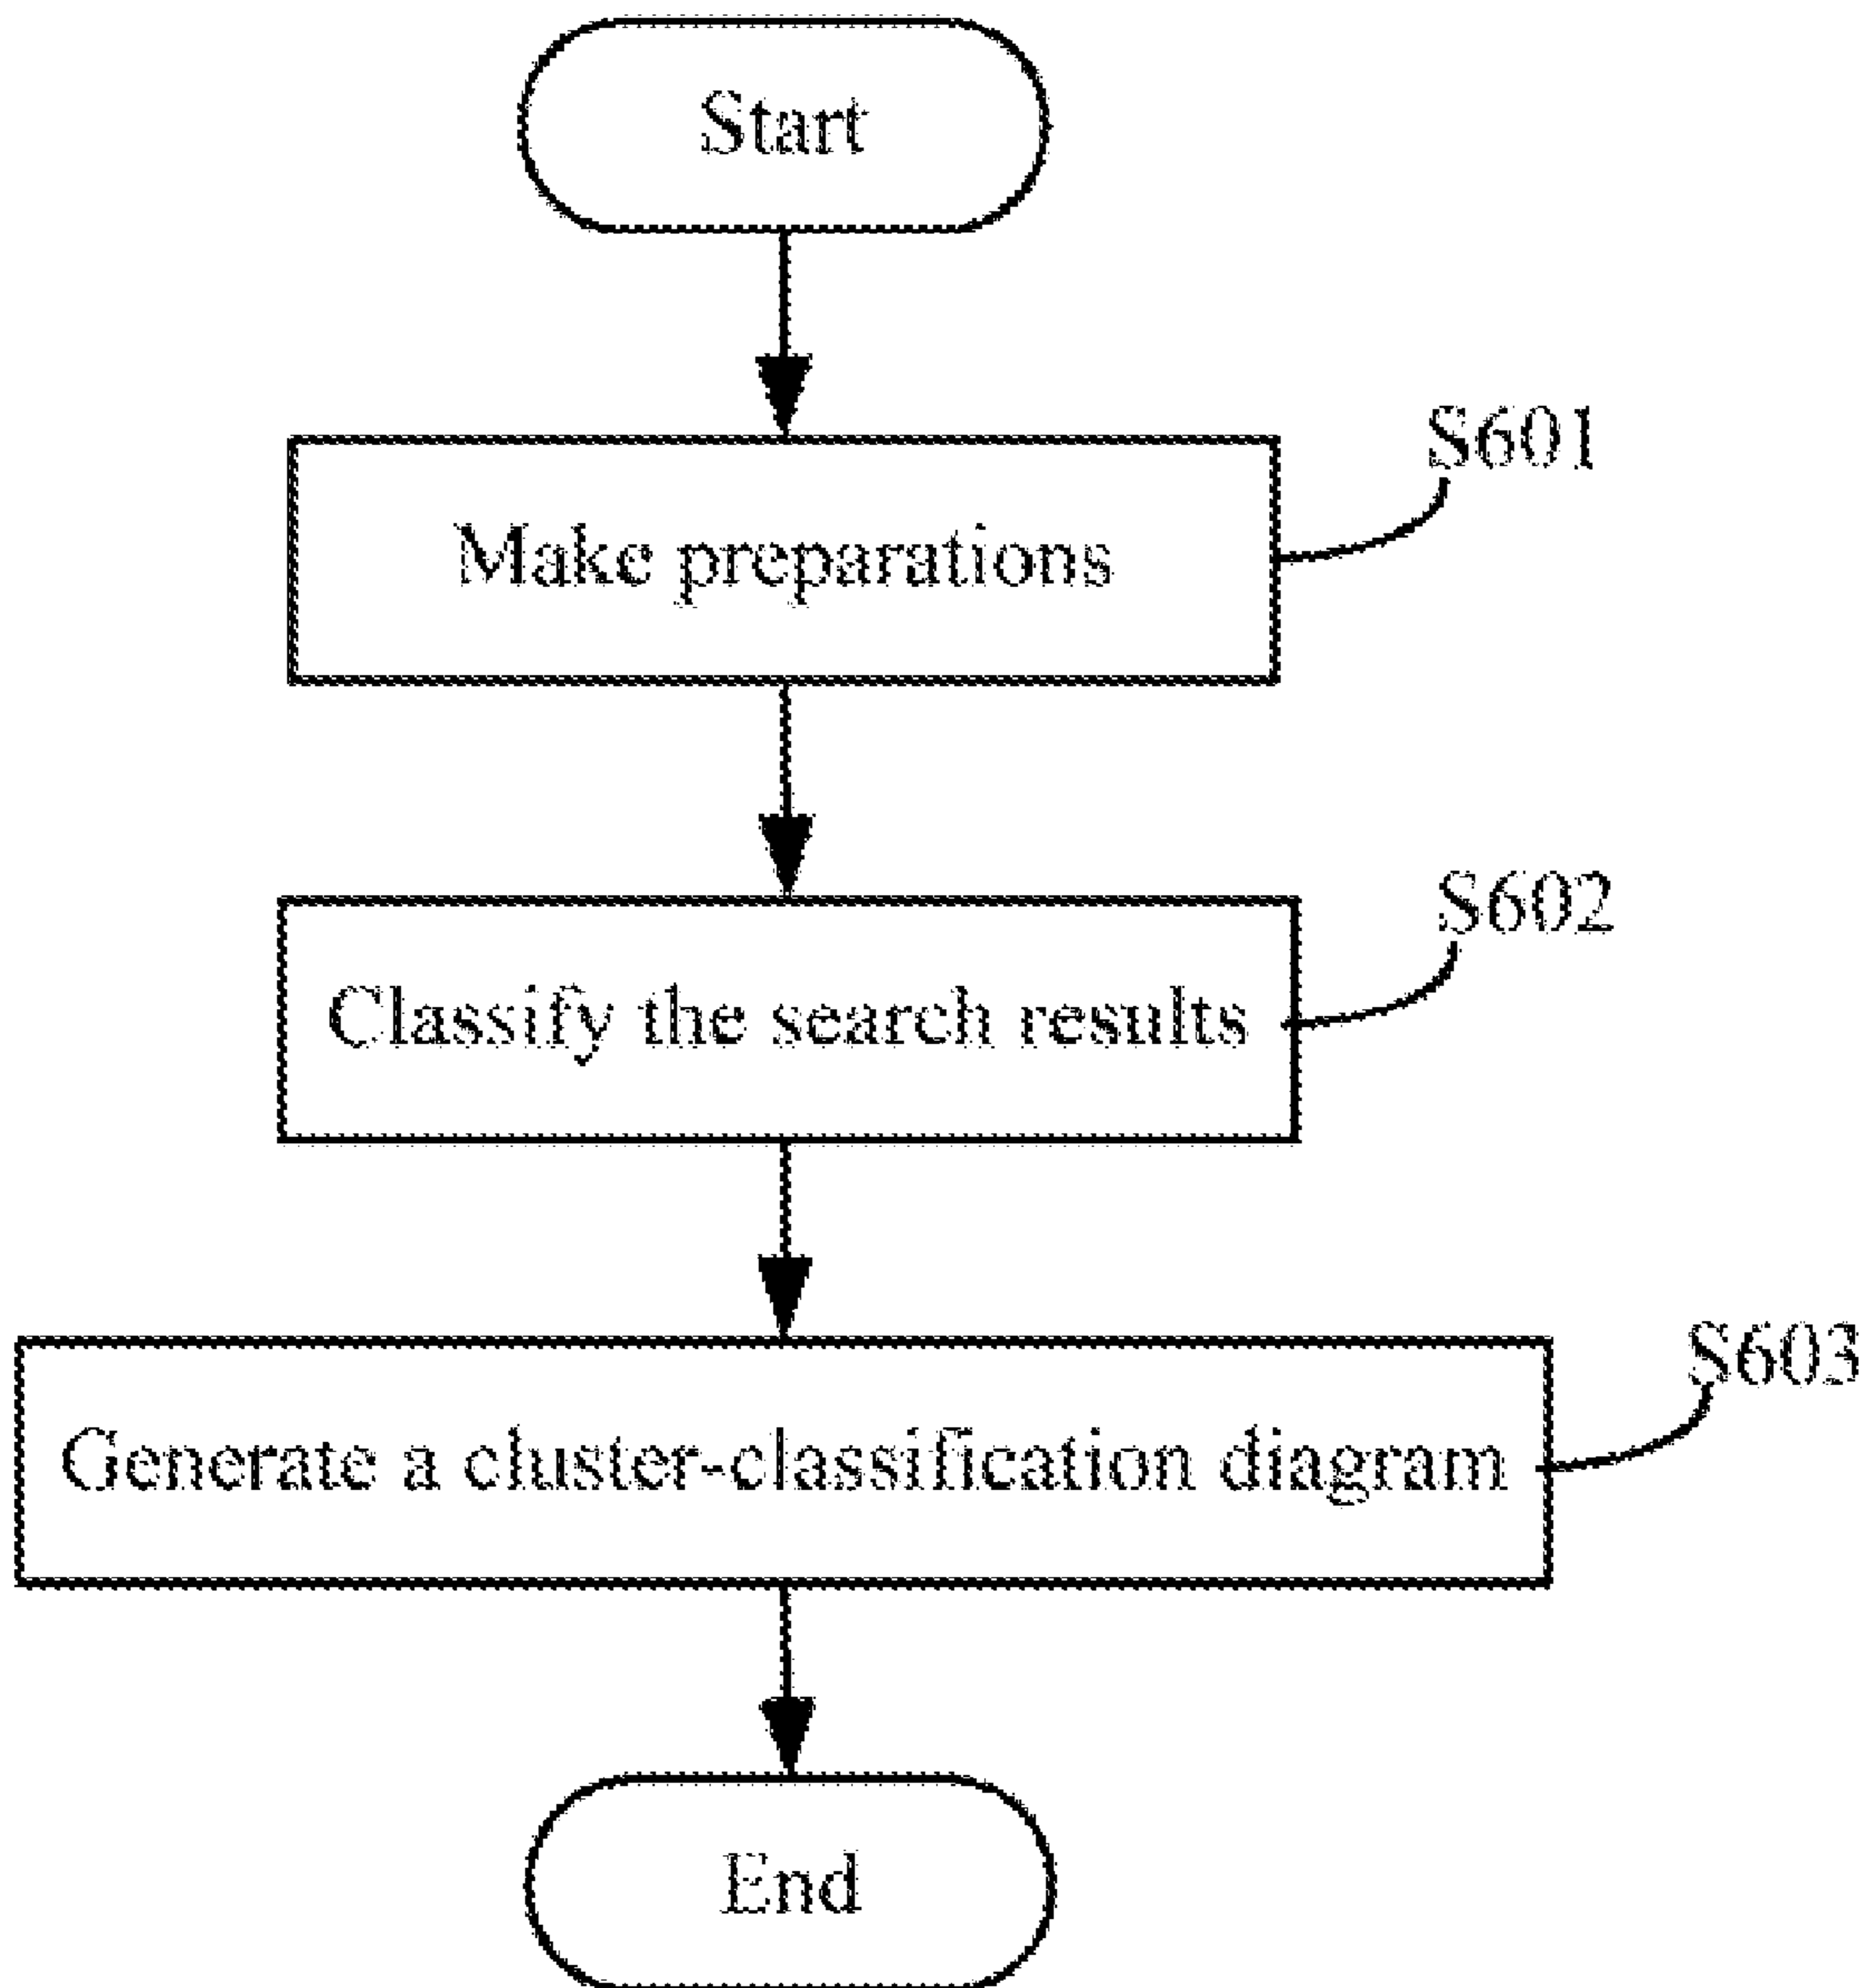 Start
S601
Make preparations
S602
Classify the search results
S603
Generate a cluster-classification diagram
End